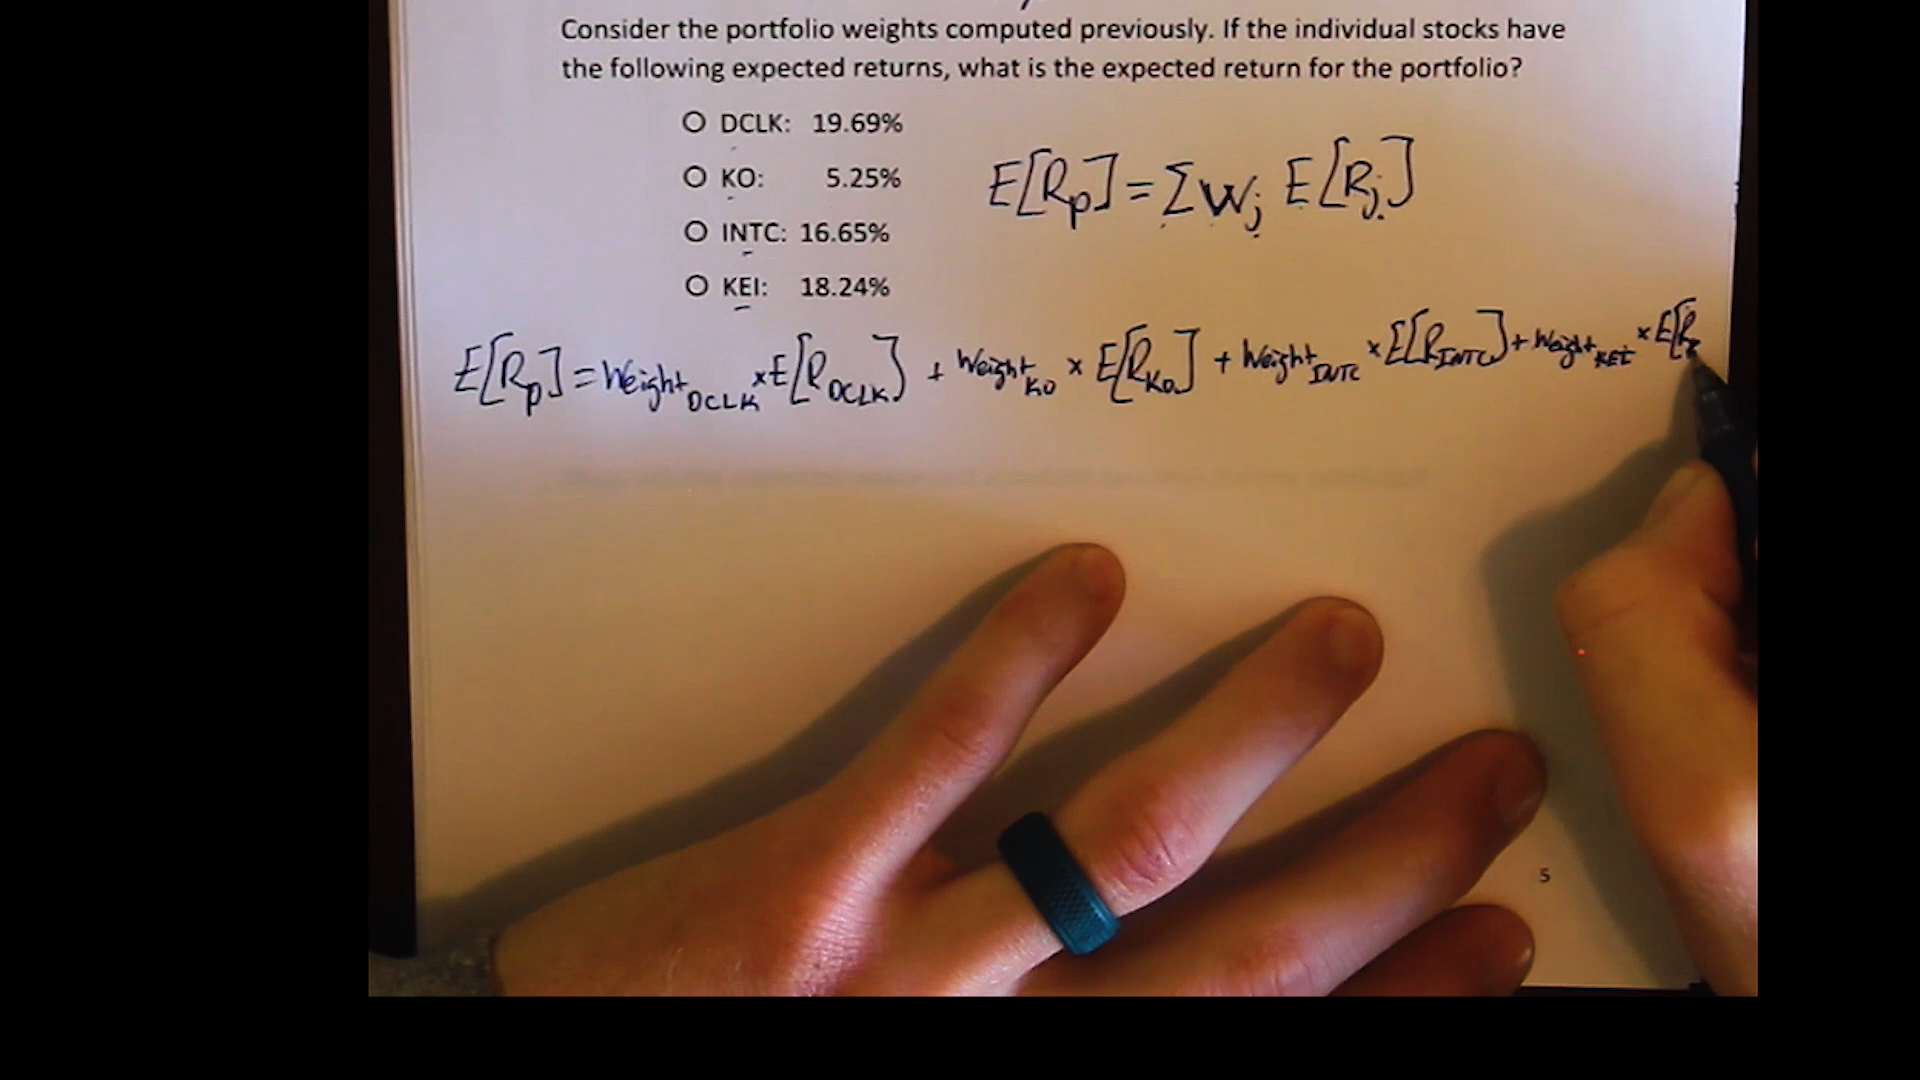 Consider the portfolio weights computed previously. If the individual stocks have
the following expected returns, what is the expected return for the portfolio?
O DCLK: 19.69%
O KO: 5.25%
O INTC: 16.65%
O KEI: 18.24%
E[Rp] = ΣWj E[Rj]
E[Rp] = Weight DCLK × E[R DCLK] + Weight KO × E[R KO] + Weight INTC × E[R INTC] + Weight KEI × E[R
5